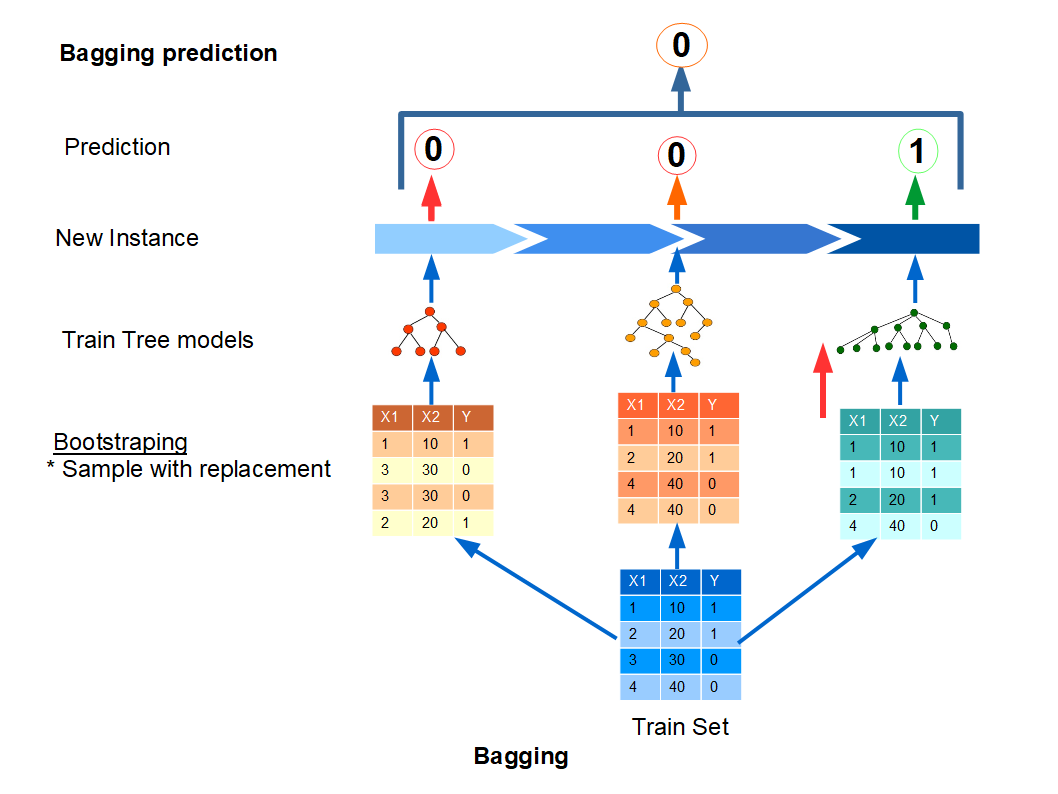 Bagging prediction
0
Prediction
0
0
1
New Instance
Train Tree models
Bootstraping
* Sample with replacement
X1 X2 Y
1 10 1
3 30 0
3 30 0
2 20 1
X1 X2 Y
1 10 1
2 20 1
4 40 0
4 40 0
X1 X2 Y
1 10 1
1 10 1
2 20 1
4 40 0
X1 X2 Y
1 10 1
2 20 1
3 30 0
4 40 0
Train Set
Bagging